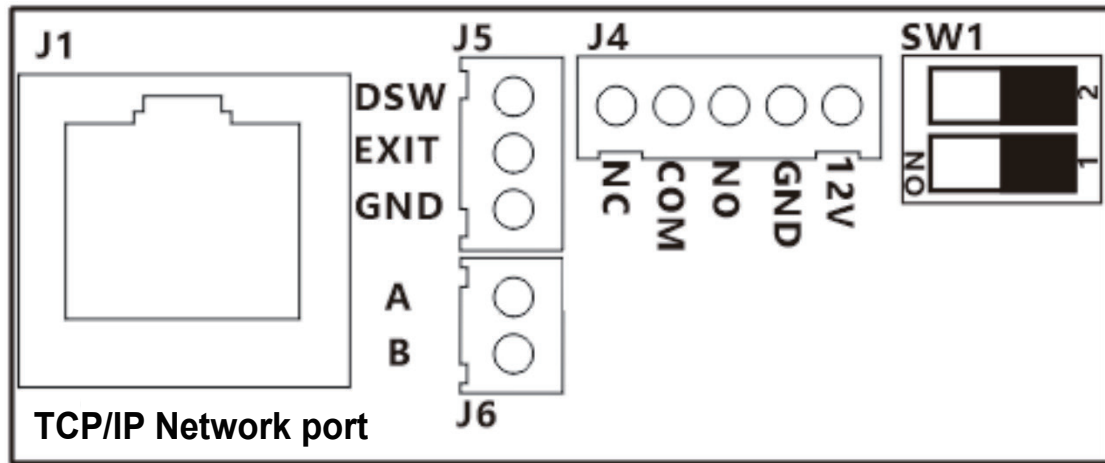 J1
J5
J4
SW1
DSW
EXIT
GND
NC
COM
NO
GND
12V
2
1
ON
A
B
J6
TCP/IP Network port